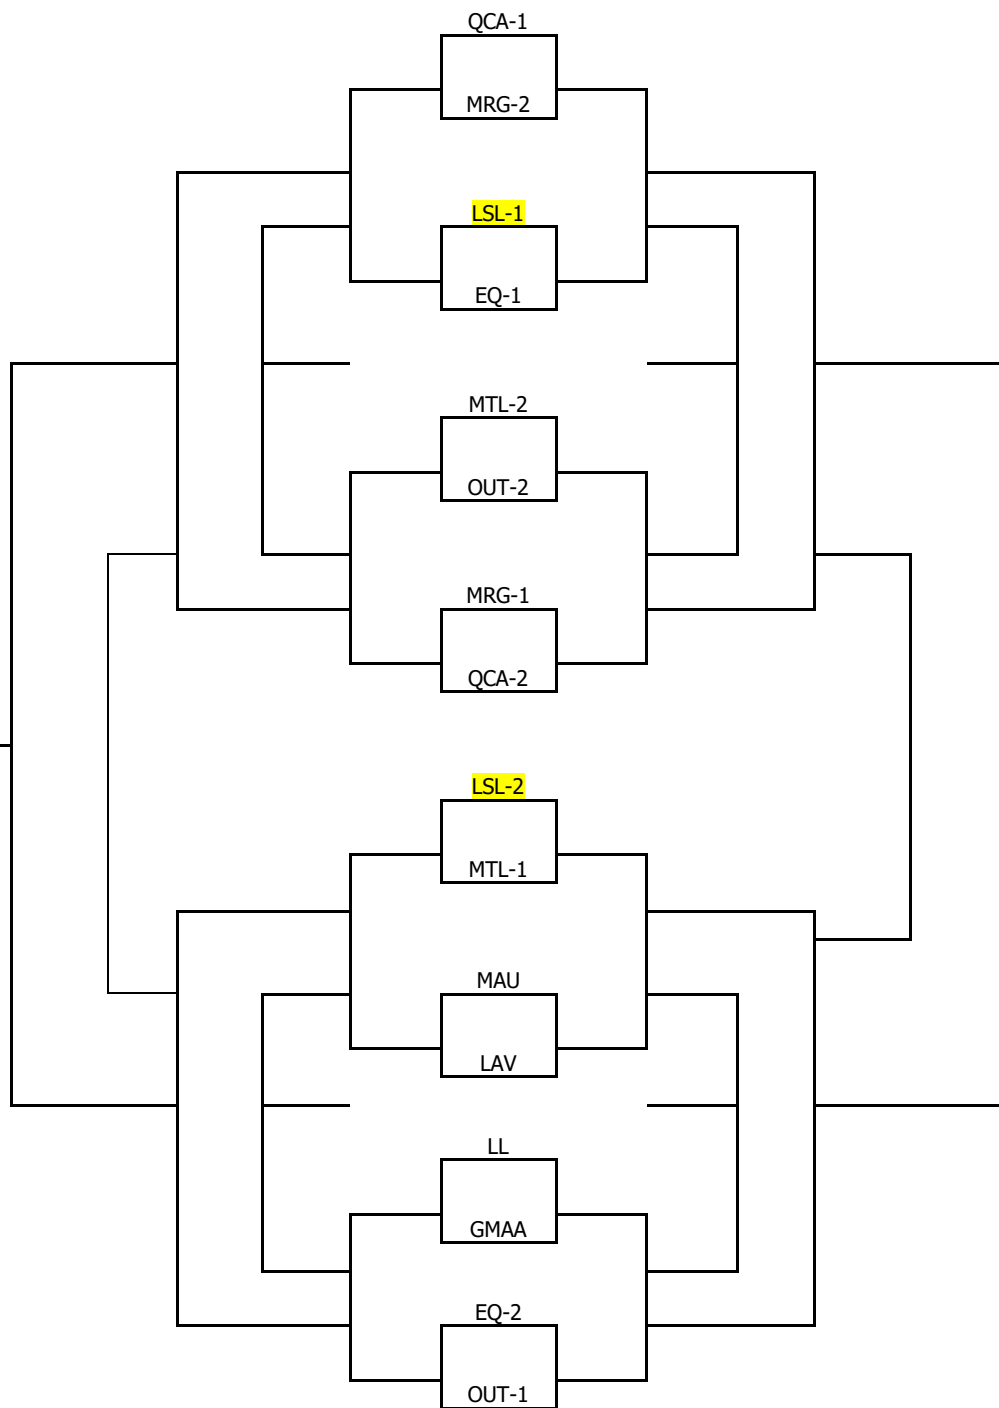 QCA-1
MRG-2
LSL-1
EQ-1
MTL-2
OUT-2
MRG-1
QCA-2
LSL-2
MTL-1
MAU
LAV
LL
GMAA
EQ-2
OUT-1